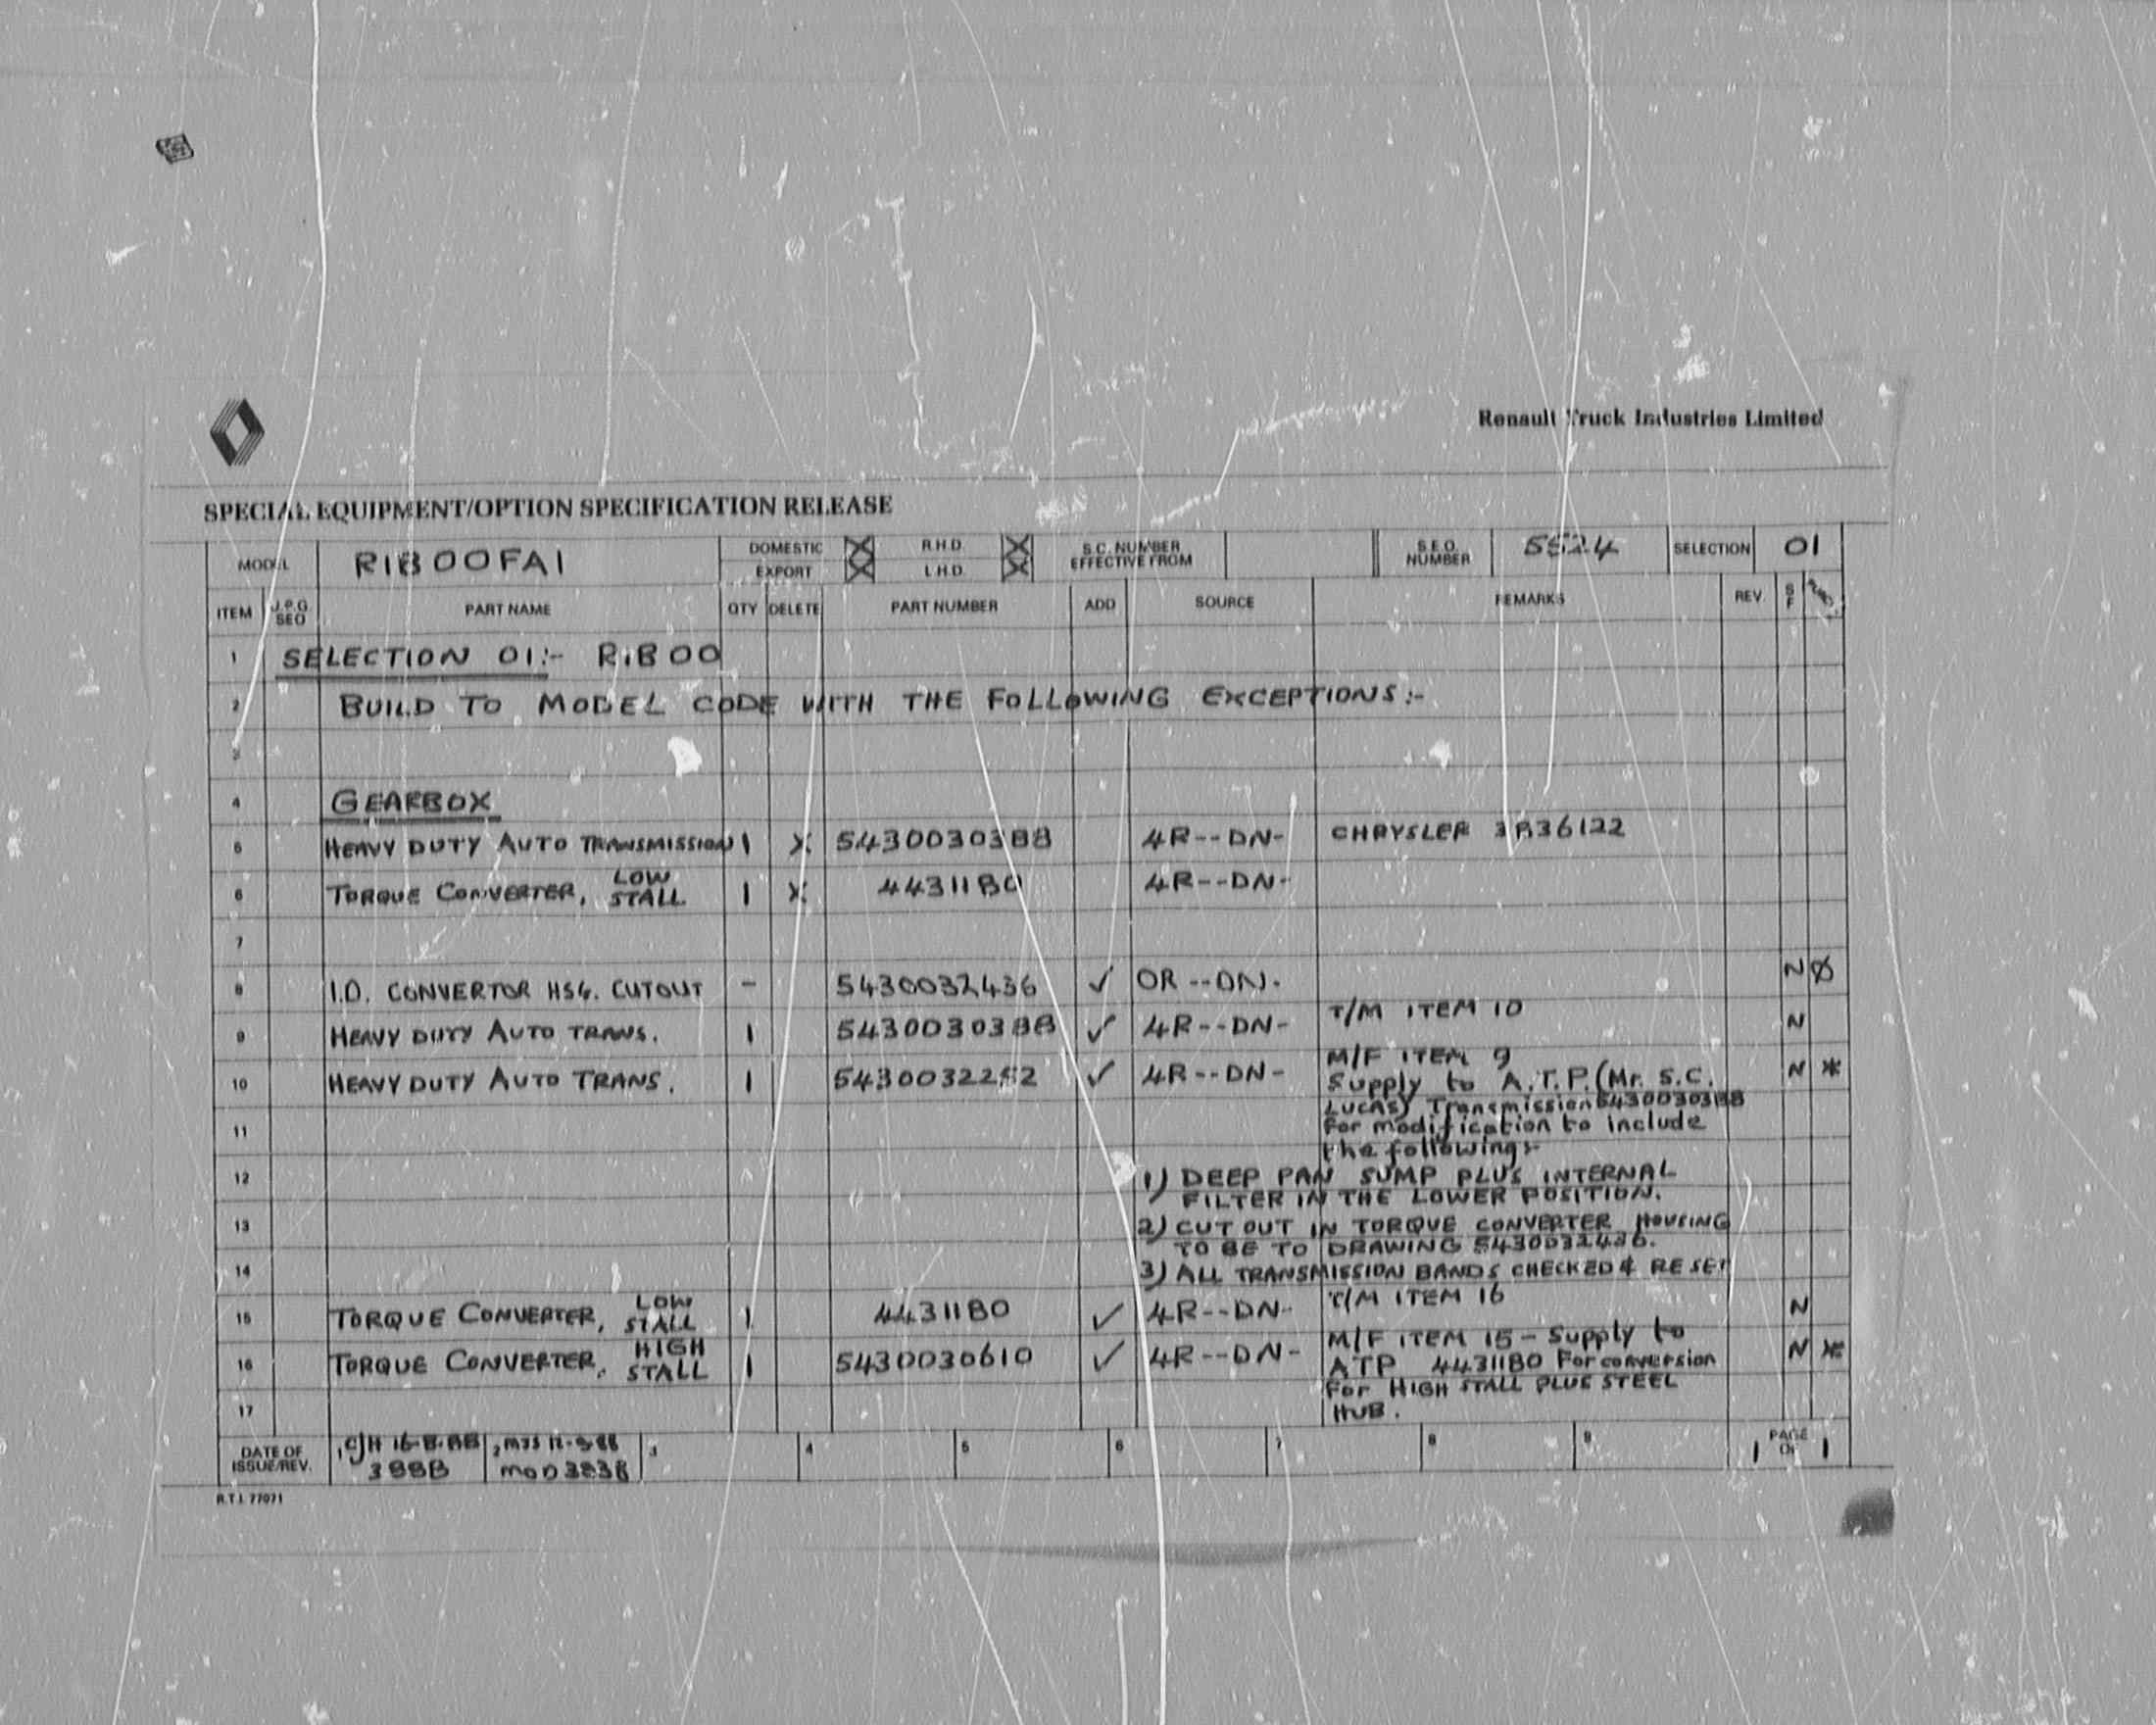 Renault Truck Industries Limited
SPECIAL EQUIPMENT/OPTION SPECIFICATION RELEASE
MODEL R1B00FA1 DOMESTIC X R.H.D. X S.C. NUMBER EFFECTIVE FROM S.E.O. NUMBER 5524 SELECTION 01
EXPORT X L.H.D. X
ITEM J.P.G. SEQ PART NAME QTY DELETE PART NUMBER ADD SOURCE REMARKS REV. S F
1 SELECTION 01:- R1B00
2 BUILD TO MODEL CODE WITH THE FOLLOWING EXCEPTIONS:-
3
4 GEARBOX
5 HEAVY DUTY AUTO TRANSMISSION 1 X 5430030388 4R--DN- CHRYSLER
6 TORQUE CONVERTER, LOW STALL 1 X 4431180 4R--DN-
7
8 I.D. CONVERTOR HSG. CUTOUT - 5430032436 ✓ OR--DN- N Ø
9 HEAVY DUTY AUTO TRANS. 1 5430030388 ✓ 4R--DN- T/M ITEM 10 N
10 HEAVY DUTY AUTO TRANS. 1 5430032252 ✓ 4R--DN- M/F ITEM 9 N *
Supply to A.T.P. (Mr. S.C.
Lucas) Transmission 5430030388
11 For modification to include
the following:-
12 1) DEEP PAN SUMP PLUS INTERNAL
FILTER IN THE LOWER POSITION.
13 2) CUT OUT IN TORQUE CONVERTER HOUSING
TO BE TO DRAWING 5430032436.
14 3) ALL TRANSMISSION BANDS CHECKED & RESET
15 TORQUE CONVERTER, LOW STALL 1 4431180 ✓ 4R--DN- T/M ITEM 16 N
16 TORQUE CONVERTER, HIGH STALL 1 5430030610 ✓ 4R--DN- M/F ITEM 15 - Supply to N *
ATP 4431180 For conversion
For HIGH STALL PLUS STEEL
17 HUB.
DATE OF ISSUE/REV. 1 CJH 16-8-88 2 MJS 3 4 5 6 7 8 9 PAGE 1 OF 1
388B MOD 3838
R.T.I. 77071